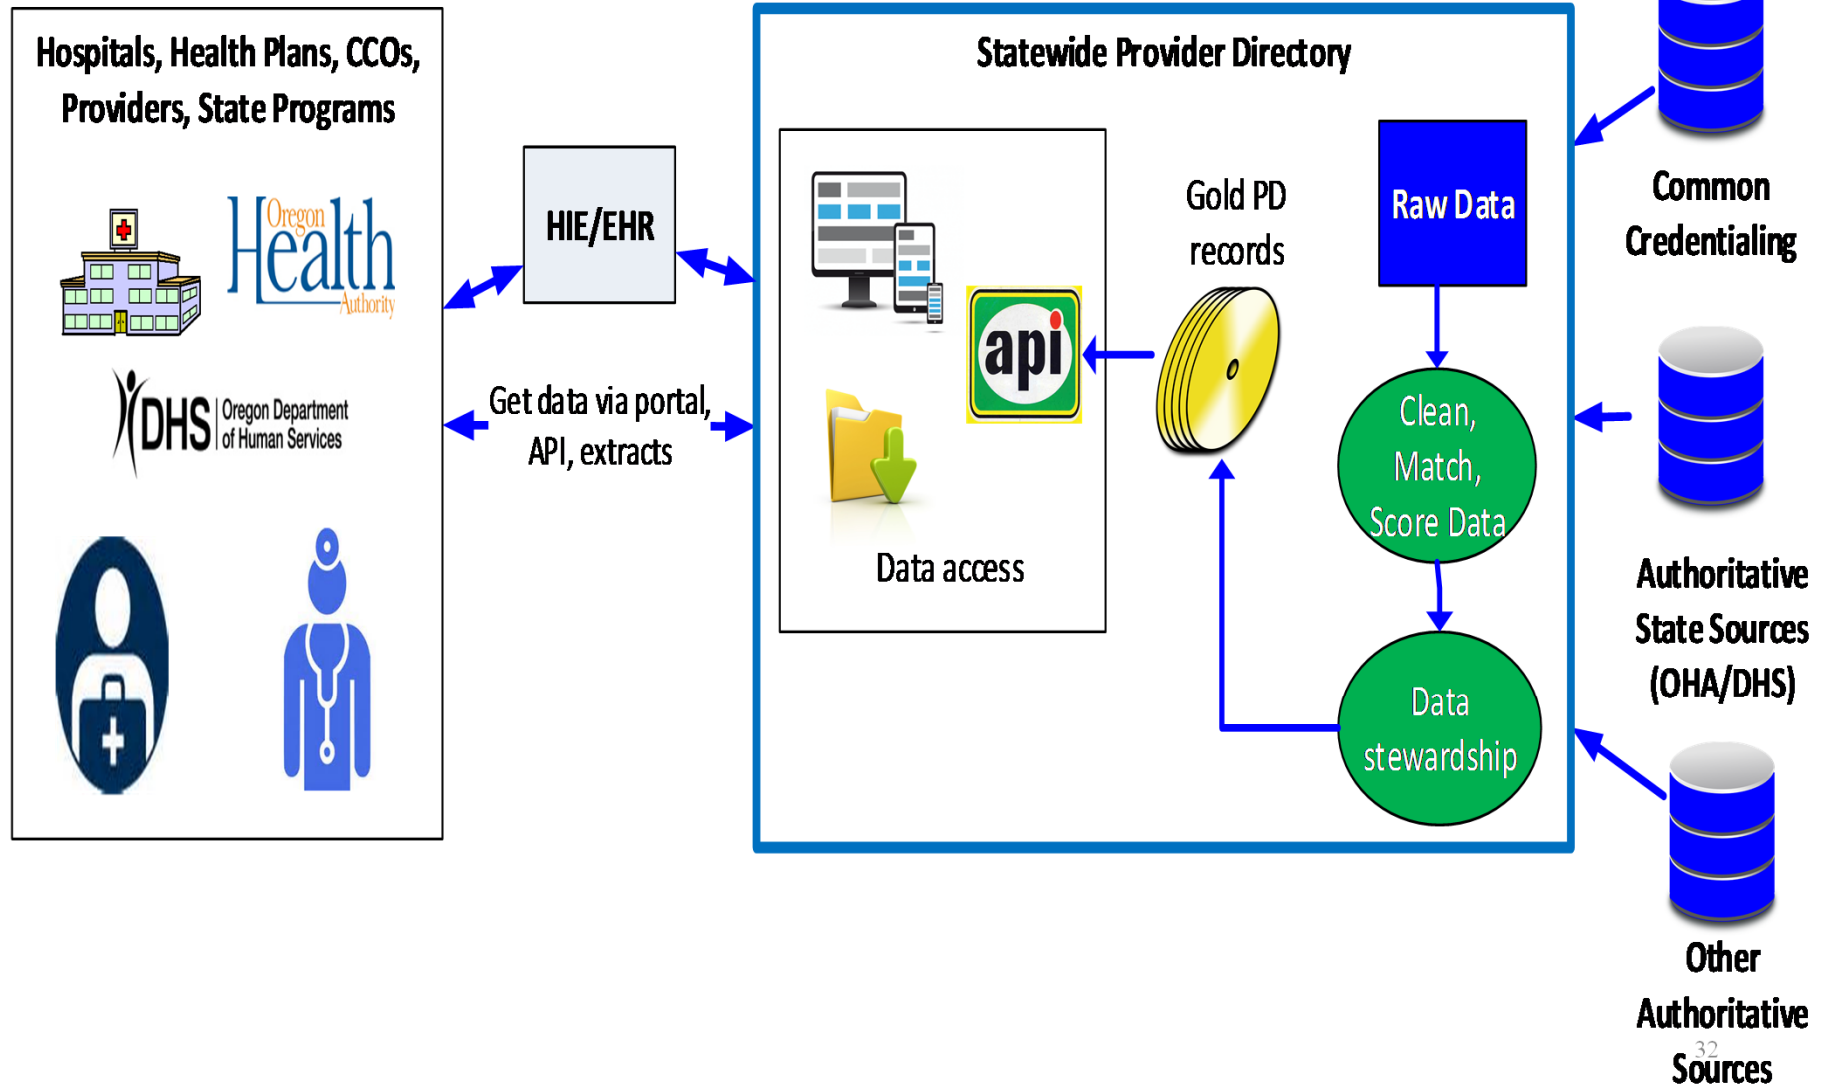 Hospitals, Health Plans, CCOs,
Providers, State Programs
Oregon
Health
Authority
DHS
Oregon Department
of Human Services
HIE/EHR
Get data via portal,
API, extracts
Statewide Provider Directory
api
Data access
Gold PD
records
Raw Data
Clean,
Match,
Score Data
Data
stewardship
Common
Credentialing
Authoritative
State Sources
(OHA/DHS)
Other
Authoritative
32
Sources